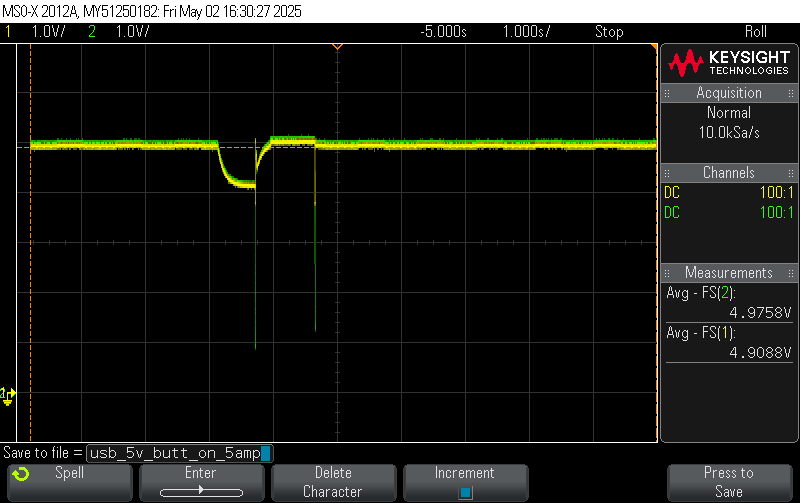 MSO-X 2012A, MY51250182: Fri May 02 16:30:27 2025
1 1.0V/ 2 1.0V/ -5.000s 1.000s/ Stop Roll
KEYSIGHT
TECHNOLOGIES
Acquisition
Normal
10.0kSa/s
Channels
DC 100:1
DC 100:1
Measurements
Avg - FS(2):
4.9758V
Avg - FS(1):
4.9088V
Save to file = usb_5v_butt_on_5amp
Spell
Enter
Delete
Character
Increment
Press to
Save